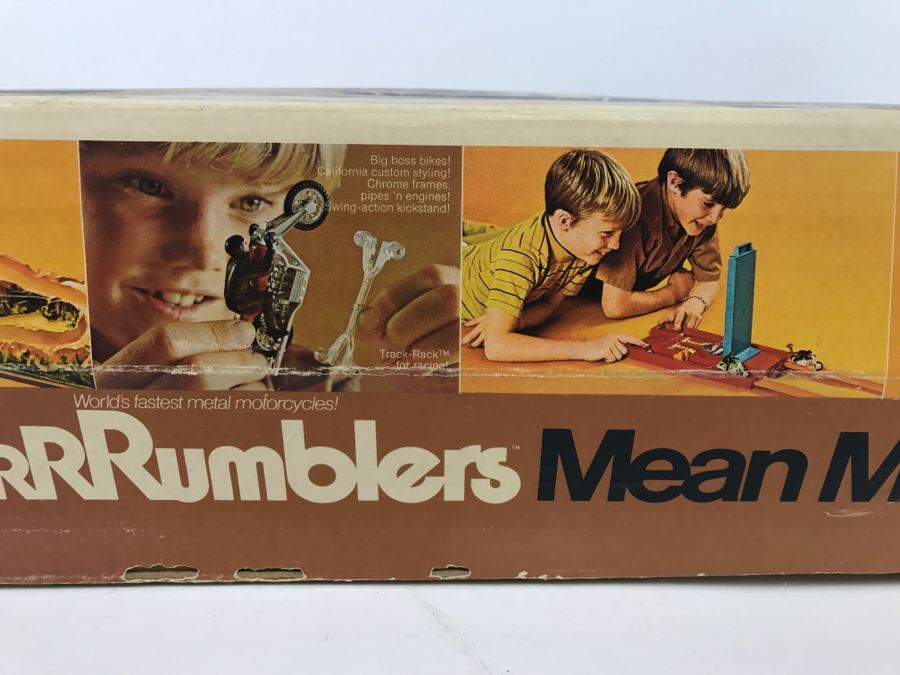 Big boss bikes!
California custom styling!
Chrome frames,
pipes 'n engines!
Swing-action kickstand!
Track-Rack™
for racing!
World's fastest metal motorcycles!
RRRumblers™ Mean M